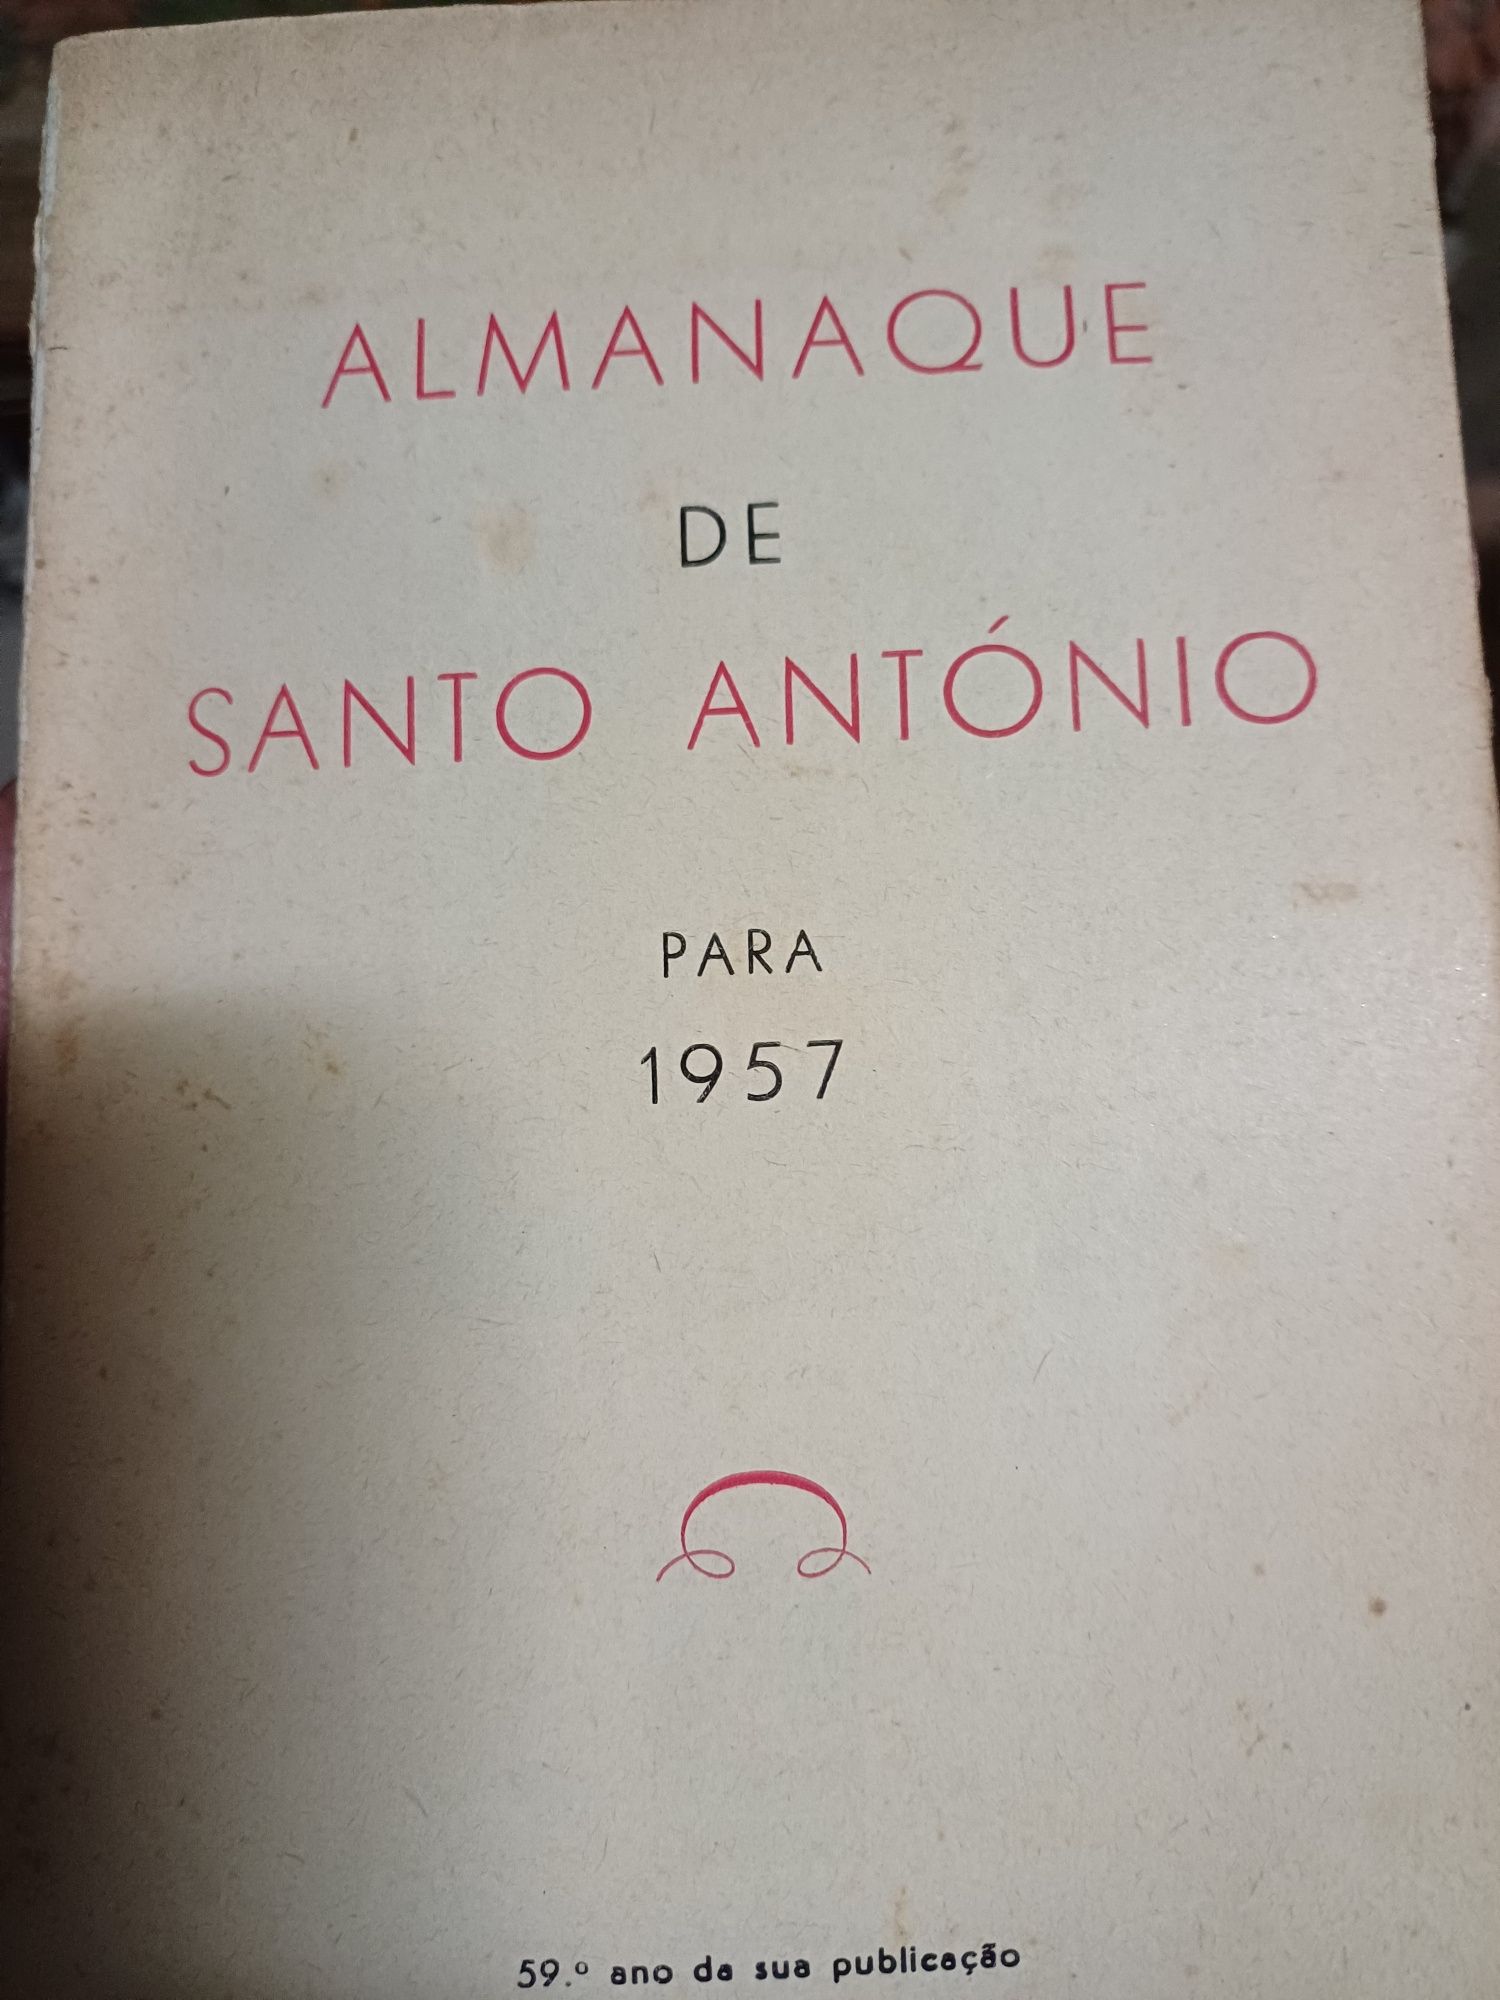 ALMANAQUE
DE
SANTO ANTÓNIO
PARA
1957
59.º ano da sua publicação